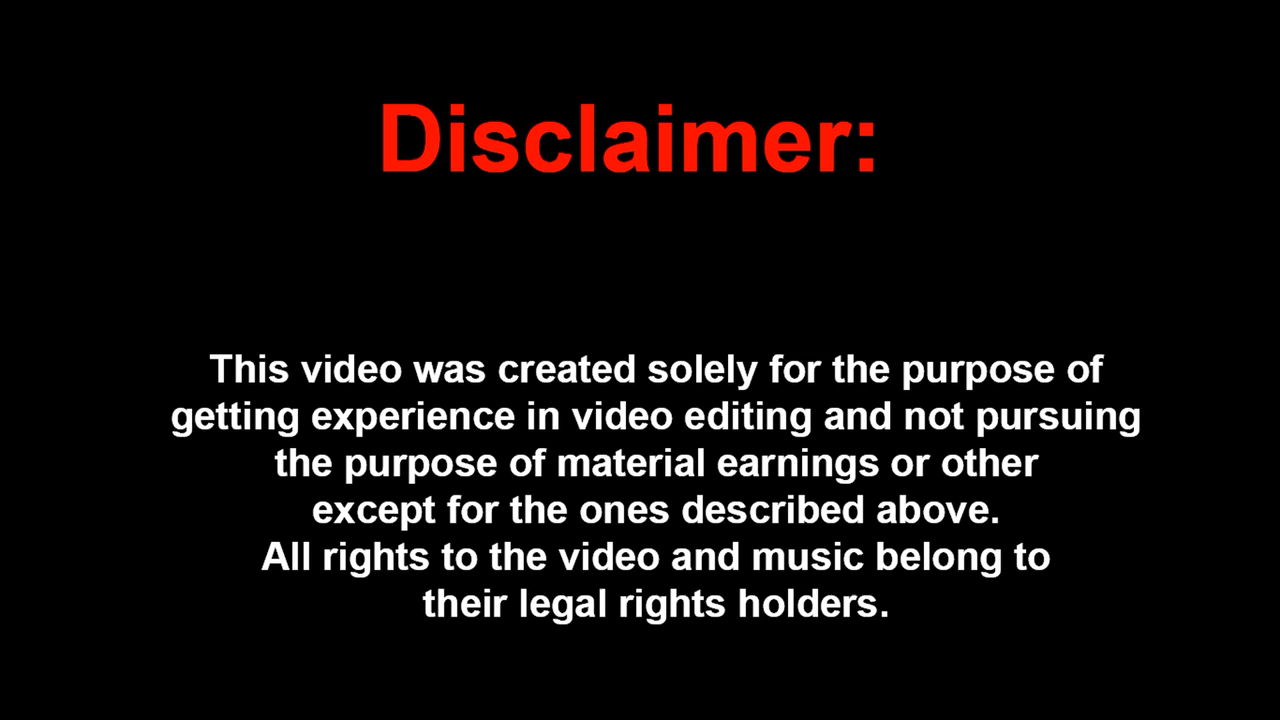 Disclaimer:
This video was created solely for the purpose of
getting experience in video editing and not pursuing
the purpose of material earnings or other
except for the ones described above.
All rights to the video and music belong to
their legal rights holders.